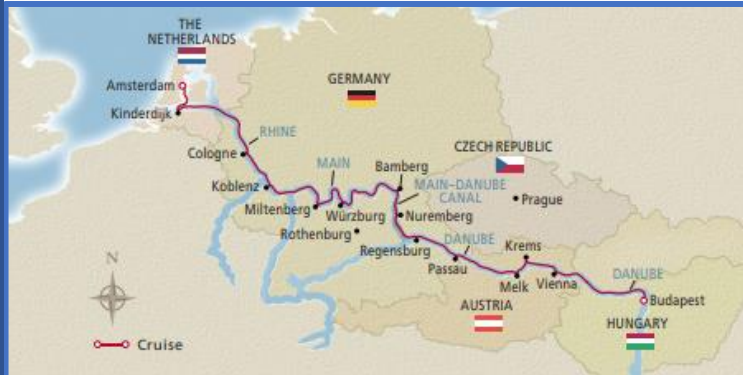 THE
NETHERLANDS
Amsterdam
Kinderdijk
GERMANY
RHINE
Cologne
CZECH REPUBLIC
MAIN
Bamberg
Koblenz
MAIN–DANUBE
CANAL
Prague
Miltenberg
Würzburg
Nuremberg
Rothenburg
Regensburg
DANUBE
Krems
Passau
Melk
Vienna
DANUBE
Budapest
AUSTRIA
HUNGARY
N
Cruise